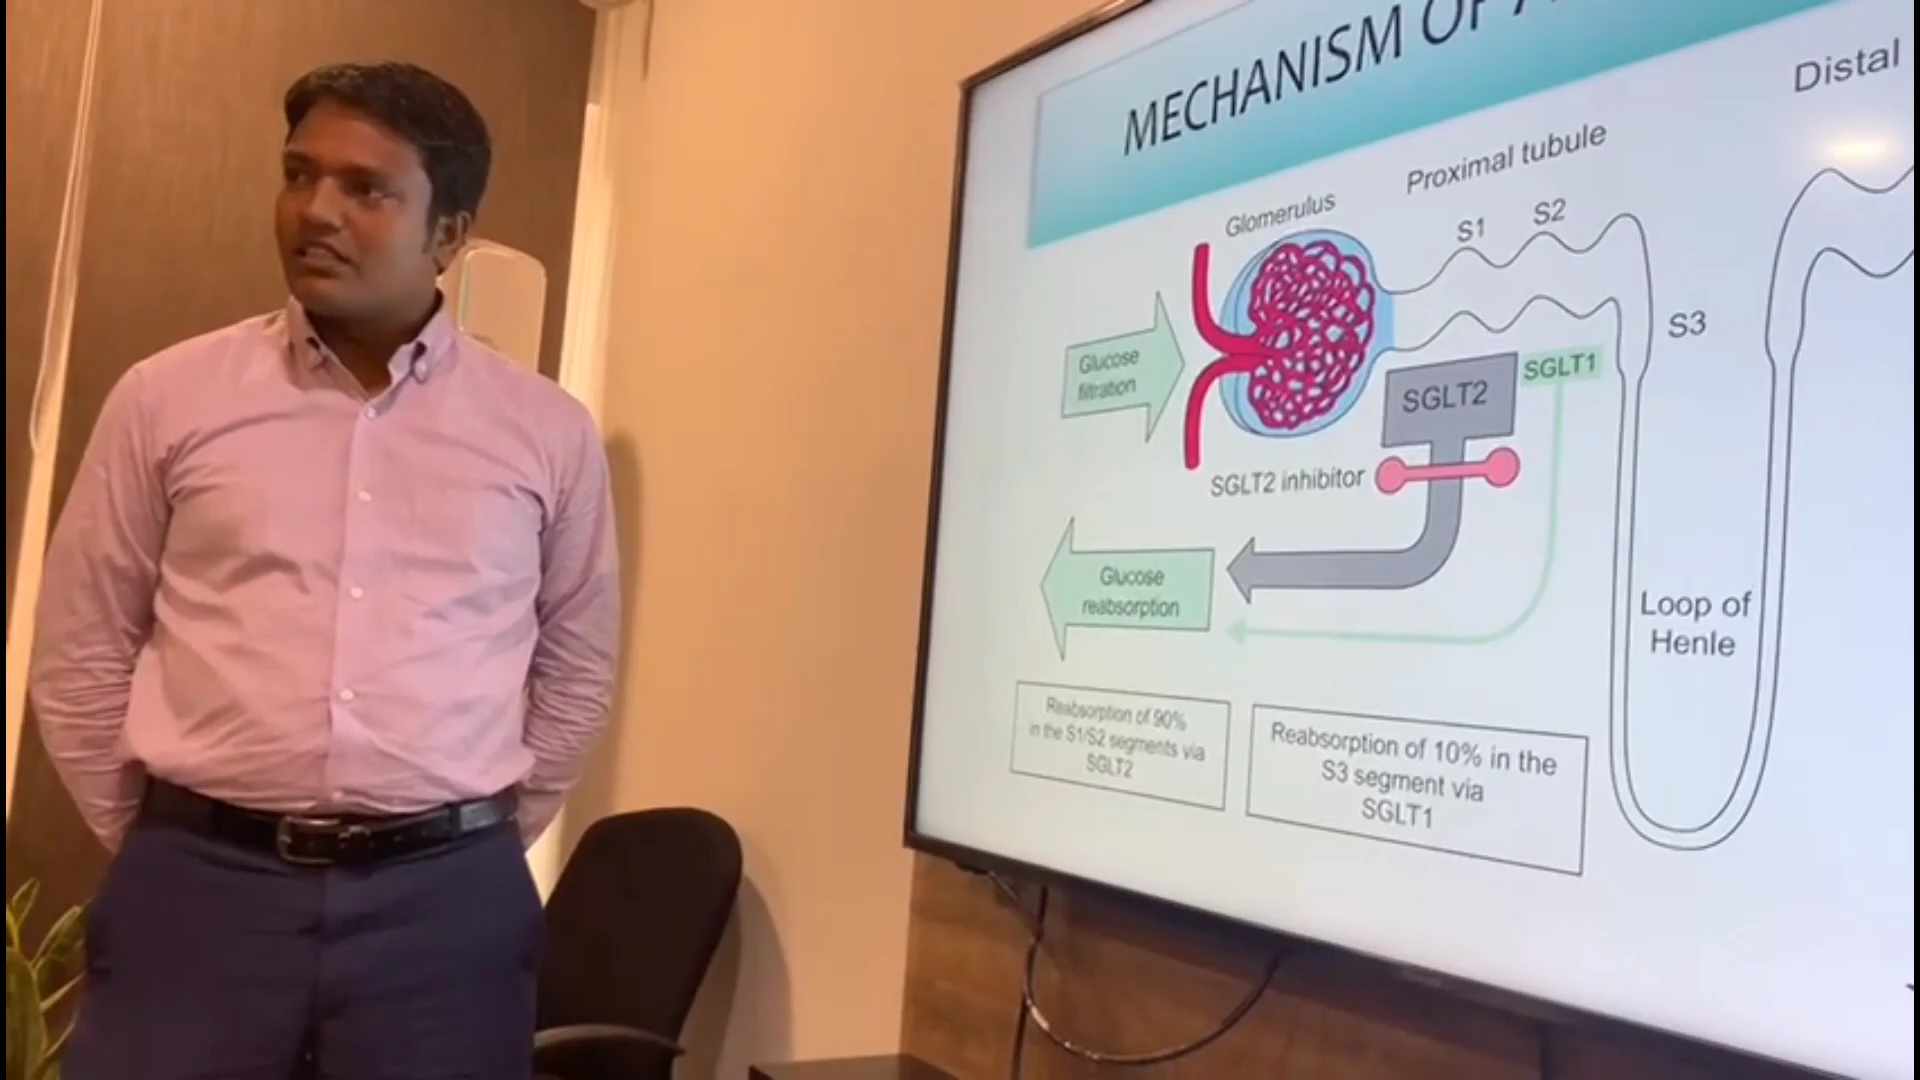 MECHANISM OF
Distal
Proximal tubule
Glomerulus
S1
S2
S3
Glucose
filtration
SGLT2
SGLT1
SGLT2 inhibitor
Glucose
reabsorption
Loop of
Henle
Reabsorption of 90%
in the S1/S2 segments via
SGLT2
Reabsorption of 10% in the
S3 segment via
SGLT1